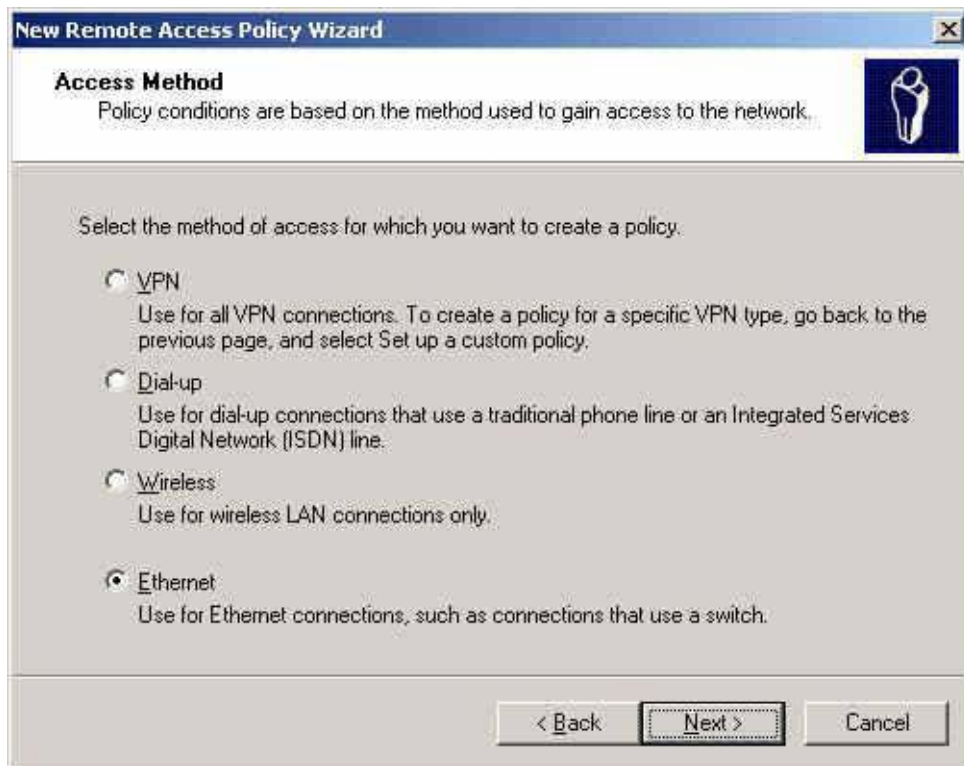 New Remote Access Policy Wizard
Access Method
Policy conditions are based on the method used to gain access to the network.
Select the method of access for which you want to create a policy.
VPN
Use for all VPN connections. To create a policy for a specific VPN type, go back to the
previous page, and select Set up a custom policy.
Dial-up
Use for dial-up connections that use a traditional phone line or an Integrated Services
Digital Network (ISDN) line.
Wireless
Use for wireless LAN connections only.
Ethernet
Use for Ethernet connections, such as connections that use a switch.
< Back
Next >
Cancel